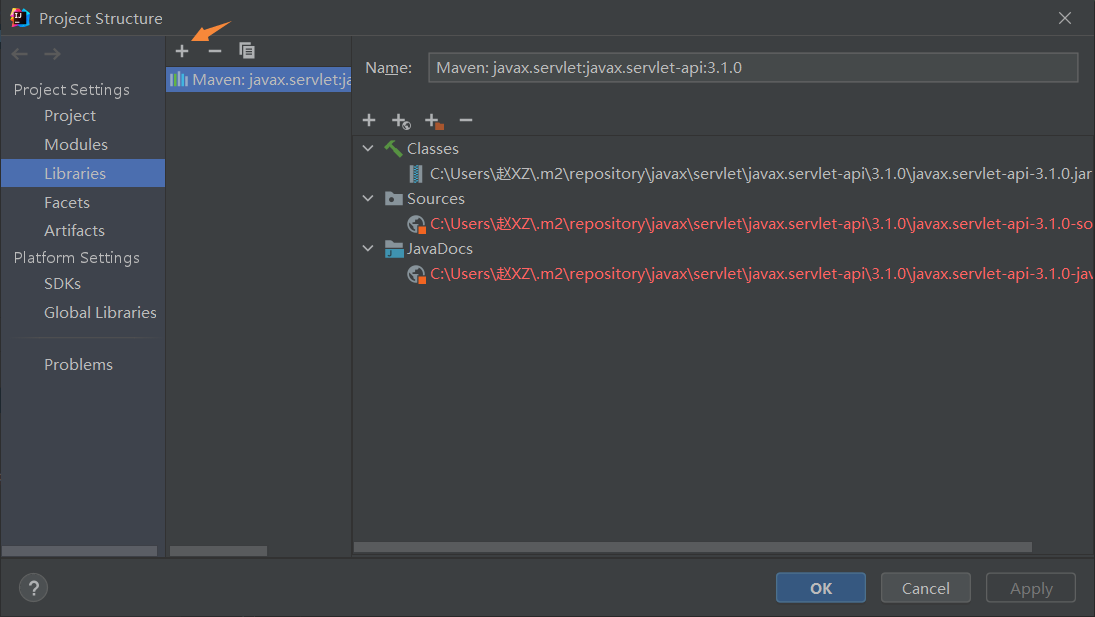 Project Structure
Project Settings
Project
Modules
Libraries
Facets
Artifacts
Platform Settings
SDKs
Global Libraries
Problems
Maven: javax.servlet:ja
Name: Maven: javax.servlet:javax.servlet-api:3.1.0
Classes
C:\Users\赵XZ\.m2\repository\javax\servlet\javax.servlet-api\3.1.0\javax.servlet-api-3.1.0.jar
Sources
C:\Users\赵XZ\.m2\repository\javax\servlet\javax.servlet-api\3.1.0\javax.servlet-api-3.1.0-so
JavaDocs
C:\Users\赵XZ\.m2\repository\javax\servlet\javax.servlet-api\3.1.0\javax.servlet-api-3.1.0-jav
?
OK
Cancel
Apply